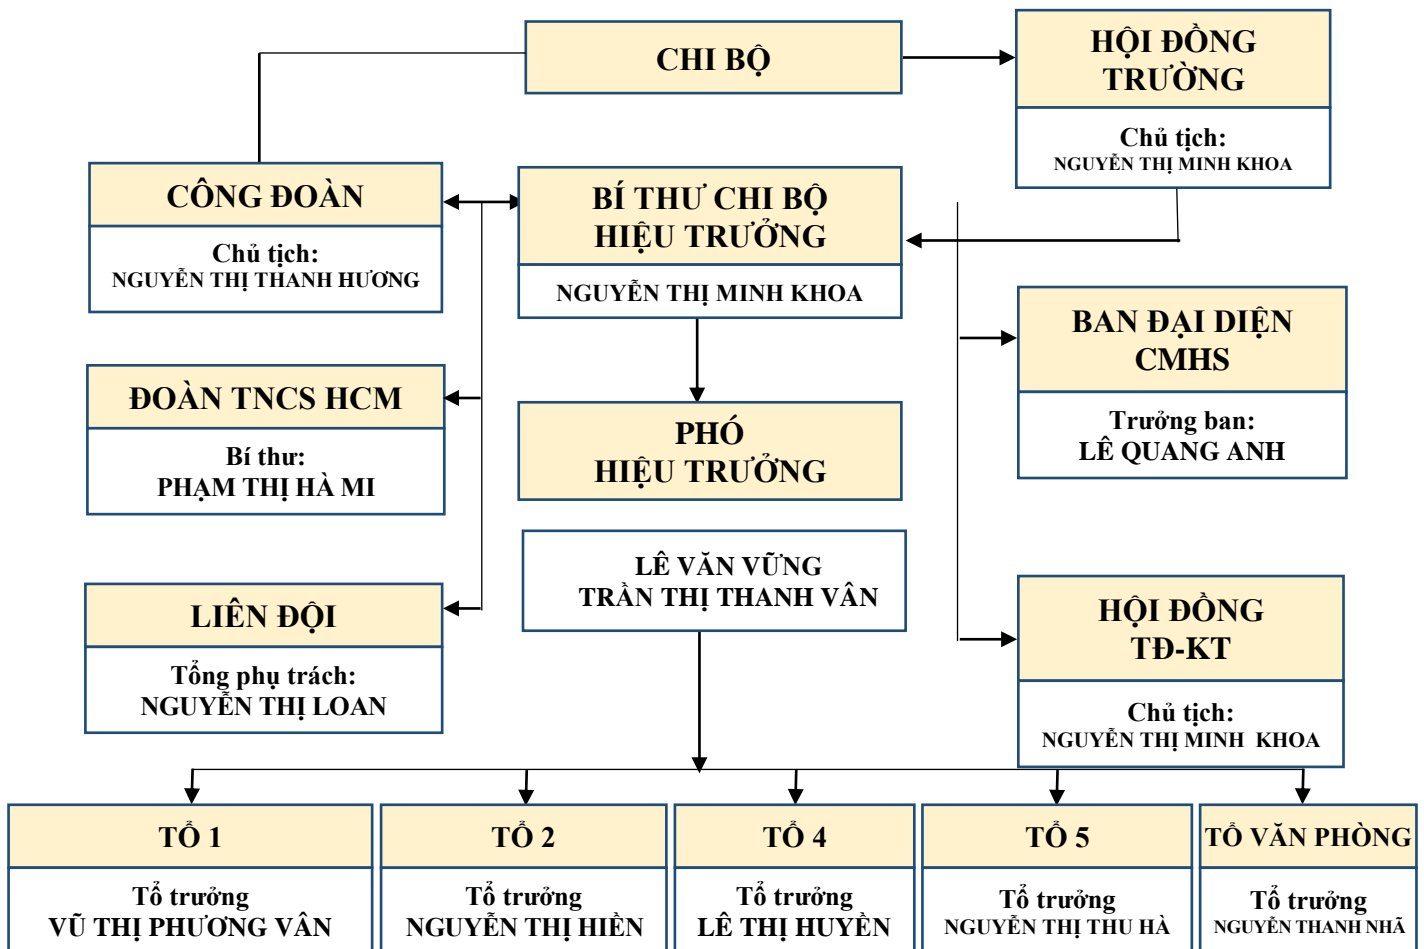 CHI BỘ
HỘI ĐỒNG
TRƯỜNG
Chủ tịch:
NGUYỄN THỊ MINH KHOA
CÔNG ĐOÀN
Chủ tịch:
NGUYỄN THỊ THANH HƯƠNG
BÍ THƯ CHI BỘ
HIỆU TRƯỞNG
NGUYỄN THỊ MINH KHOA
BAN ĐẠI DIỆN
CMHS
Trưởng ban:
LÊ QUANG ANH
ĐOÀN TNCS HCM
Bí thư:
PHẠM THỊ HÀ MI
PHÓ
HIỆU TRƯỞNG
LÊ VĂN VỮNG
TRẦN THỊ THANH VÂN
LIÊN ĐỘI
Tổng phụ trách:
NGUYỄN THỊ LOAN
HỘI ĐỒNG
TĐ-KT
Chủ tịch:
NGUYỄN THỊ MINH KHOA
TỔ 1
Tổ trưởng
VŨ THỊ PHƯƠNG VÂN
TỔ 2
Tổ trưởng
NGUYỄN THỊ HIỀN
TỔ 4
Tổ trưởng
LÊ THỊ HUYỀN
TỔ 5
Tổ trưởng
NGUYỄN THỊ THU HÀ
TỔ VĂN PHÒNG
Tổ trưởng
NGUYỄN THANH NHÃ